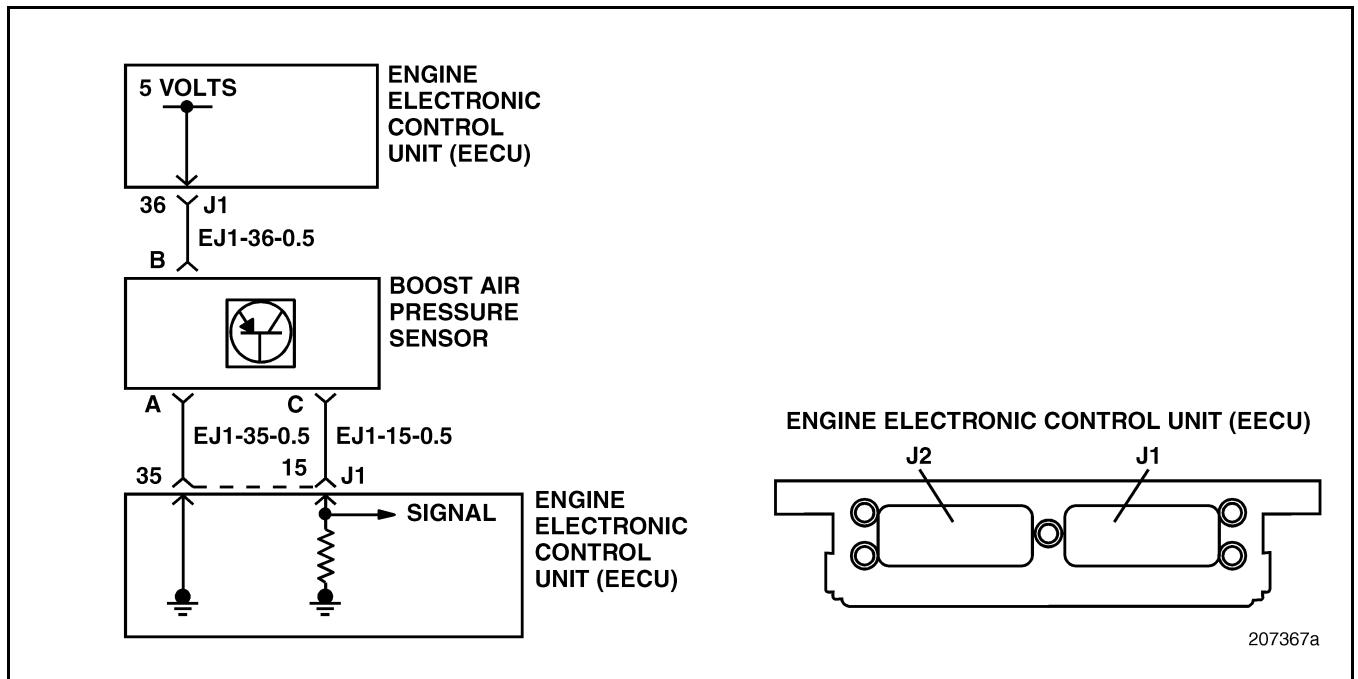 5 VOLTS
ENGINE
ELECTRONIC
CONTROL
UNIT (EECU)
36 J1
EJ1-36-0.5
B
BOOST AIR
PRESSURE
SENSOR
A C
EJ1-35-0.5 EJ1-15-0.5
35 15 J1
SIGNAL
ENGINE
ELECTRONIC
CONTROL
UNIT (EECU)
ENGINE ELECTRONIC CONTROL UNIT (EECU)
J2 J1
207367a